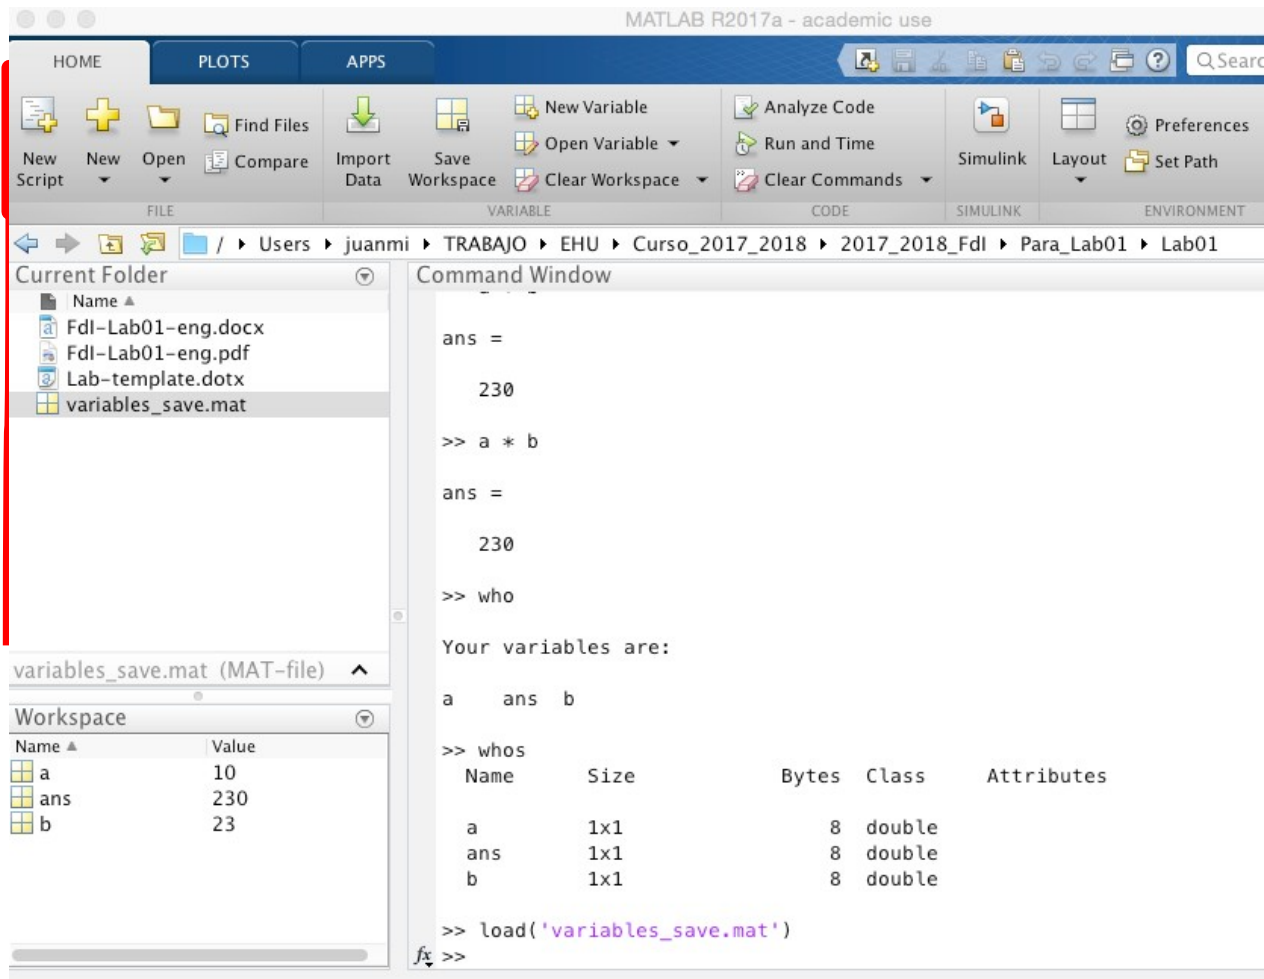 MATLAB R2017a - academic use
HOME PLOTS APPS
Searc
New Script
New
Open
Find Files
Compare
Import Data
Save Workspace
New Variable
Open Variable
Clear Workspace
Analyze Code
Run and Time
Clear Commands
Simulink
Layout
Preferences
Set Path
FILE VARIABLE CODE SIMULINK ENVIRONMENT
/ Users juanmi TRABAJO EHU Curso_2017_2018 2017_2018_FdI Para_Lab01 Lab01
Current Folder
Name
FdI-Lab01-eng.docx
FdI-Lab01-eng.pdf
Lab-template.dotx
variables_save.mat
variables_save.mat (MAT-file)
Workspace
Name Value
a 10
ans 230
b 23
Command Window
ans =
230
>> a * b
ans =
230
>> who
Your variables are:
a ans b
>> whos
Name Size Bytes Class Attributes
a 1x1 8 double
ans 1x1 8 double
b 1x1 8 double
>> load('variables_save.mat')
fx >>